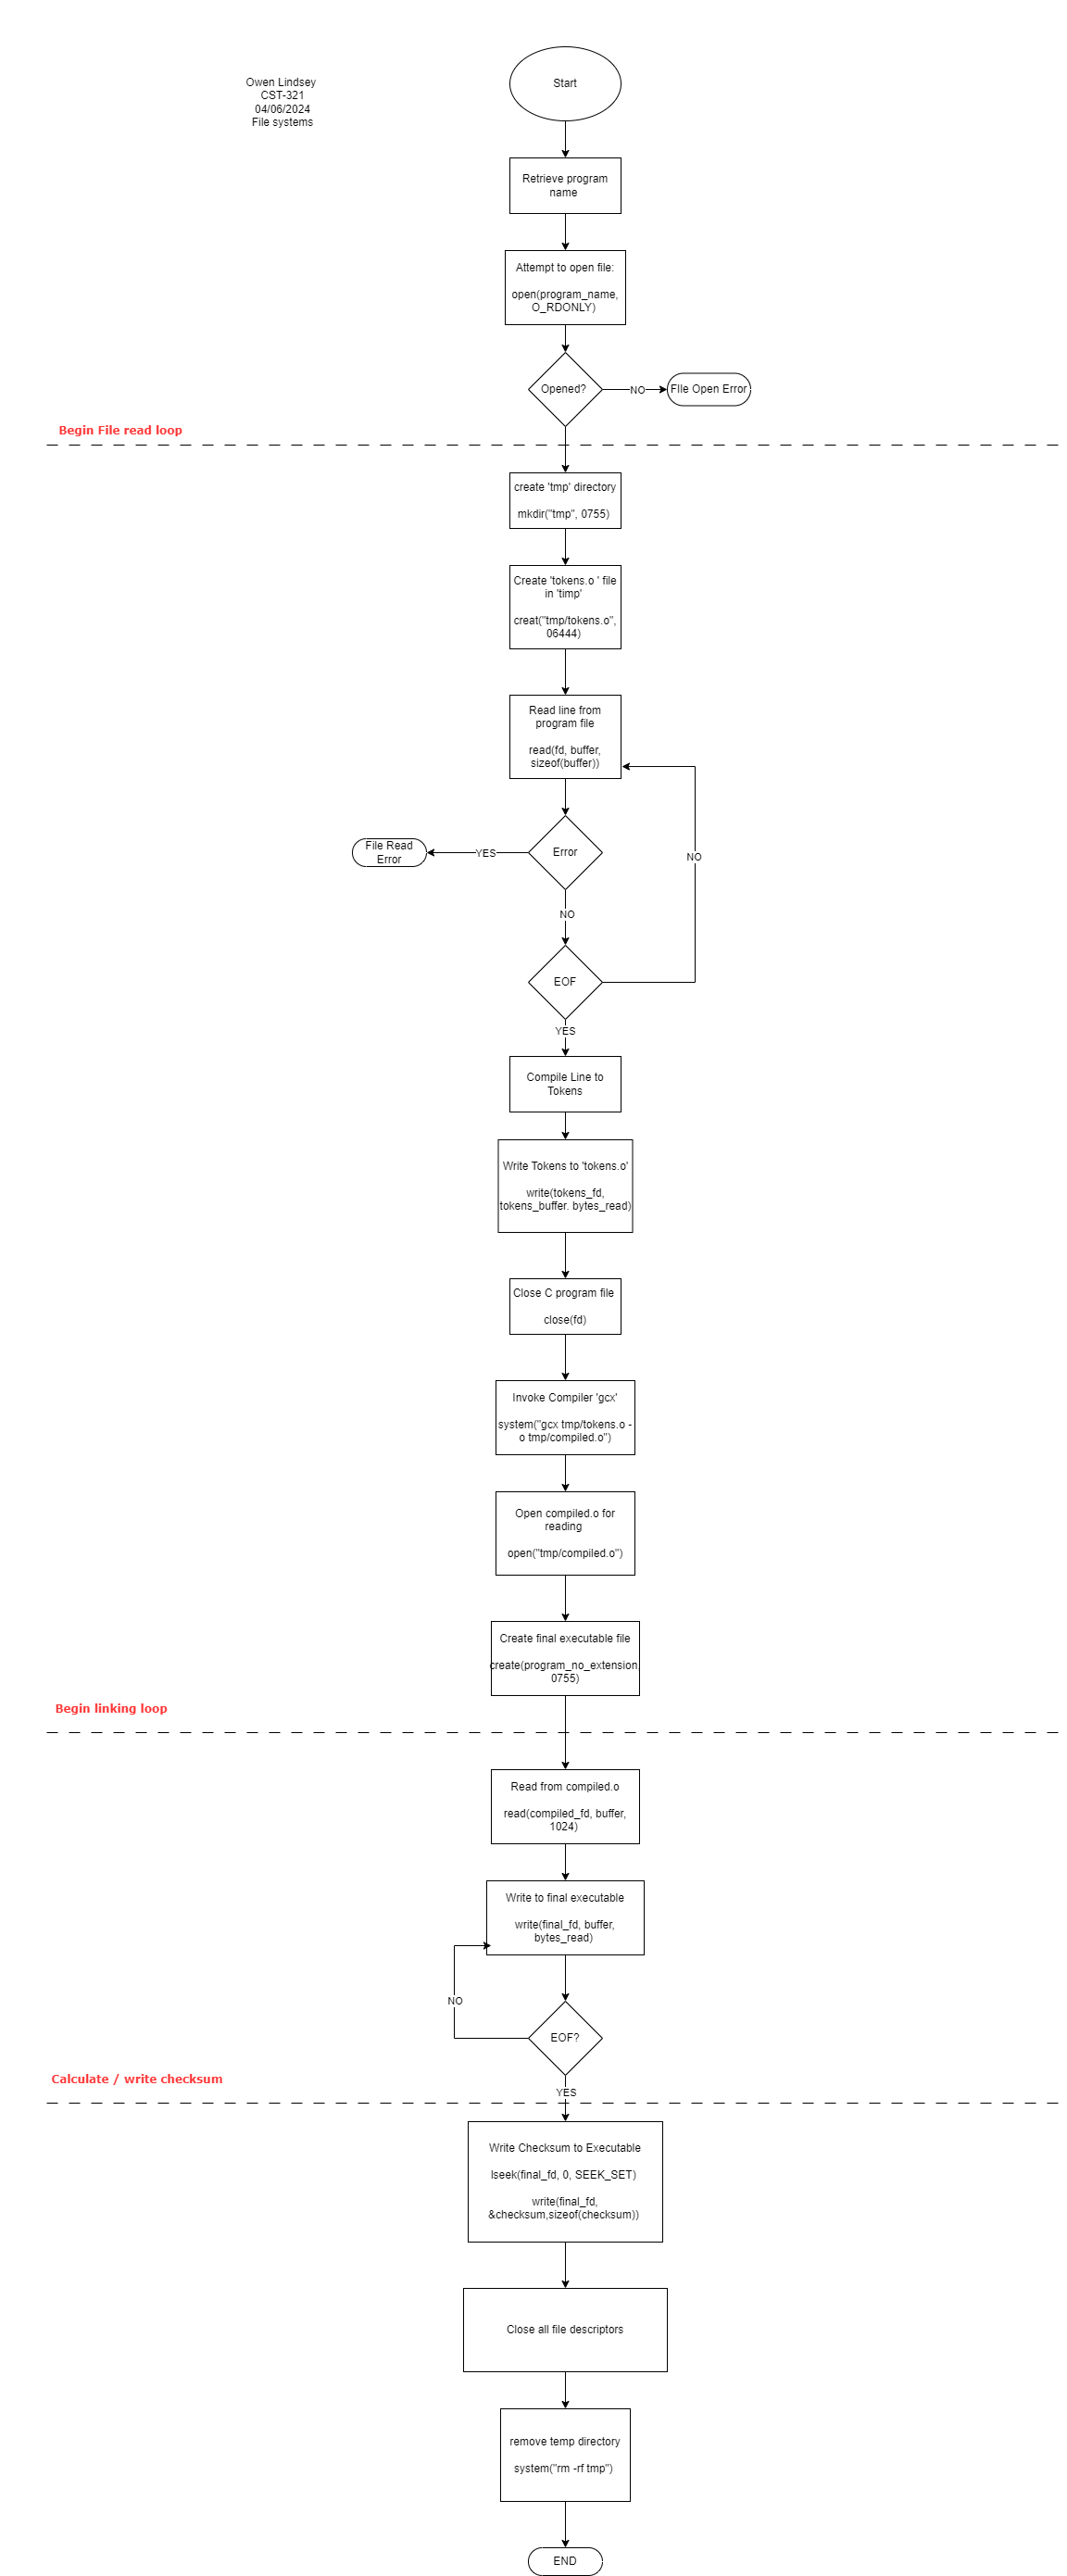 Start
Owen Lindsey
CST-321
04/06/2024
File systems
Retrieve program
name
Attempt to open file:
open(program_name,
O_RDONLY)
Opened?
NO
FIle Open Error
Begin File read loop
create 'tmp' directory
mkdir("tmp", 0755)
Create 'tokens.o ' file
in 'timp'
creat("tmp/tokens.o",
06444)
Read line from
program file
read(fd, buffer,
sizeof(buffer))
File Read
Error
YES
Error
NO
NO
EOF
YES
Compile Line to
Tokens
Write Tokens to 'tokens.o'
write(tokens_fd,
tokens_buffer. bytes_read)
Close C program file
close(fd)
Invoke Compiler 'gcx'
system("gcx tmp/tokens.o -
o tmp/compiled.o")
Open compiled.o for
reading
open("tmp/compiled.o")
Create final executable file
create(program_no_extension,
0755)
Begin linking loop
Read from compiled.o
read(compiled_fd, buffer,
1024)
Write to final executable
write(final_fd, buffer,
bytes_read)
NO
EOF?
Calculate / write checksum
YES
Write Checksum to Executable
lseek(final_fd, 0, SEEK_SET)
write(final_fd,
&checksum,sizeof(checksum))
Close all file descriptors
remove temp directory
system("rm -rf tmp")
END